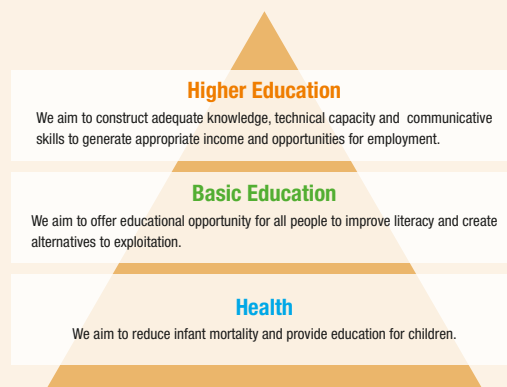 Higher Education
We aim to construct adequate knowledge, technical capacity and communicative
skills to generate appropriate income and opportunities for employment.
Basic Education
We aim to offer educational opportunity for all people to improve literacy and create
alternatives to exploitation.
Health
We aim to reduce infant mortality and provide education for children.